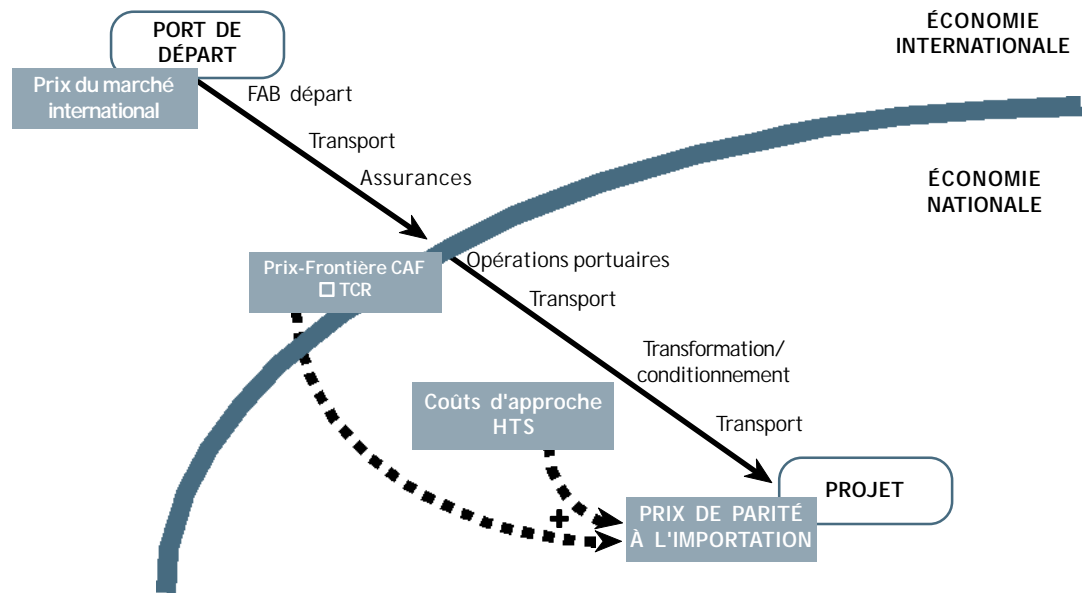 PORT DE
DÉPART
Prix du marché
international
ÉCONOMIE
INTERNATIONALE
FAB départ
Transport
Assurances
ÉCONOMIE
NATIONALE
Prix-Frontière CAF
□ TCR
Opérations portuaires
Transport
Transformation/
conditionnement
Coûts d'approche
HTS
Transport
PROJET
+
PRIX DE PARITÉ
À L'IMPORTATION